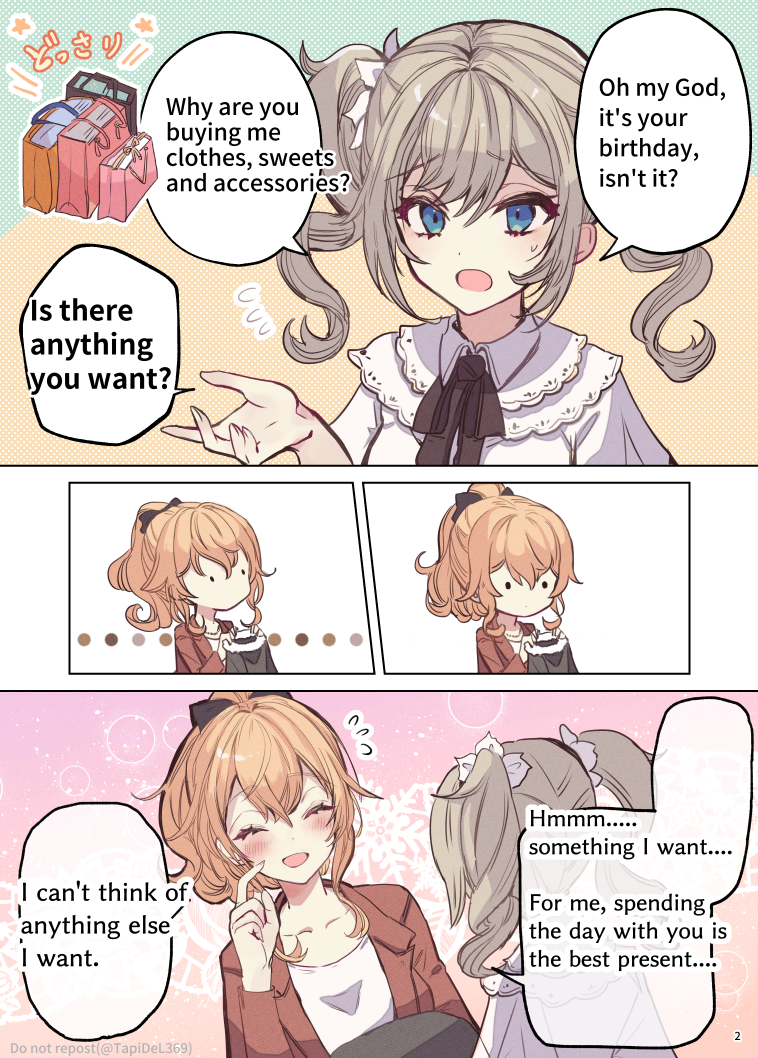 どっさり
Oh my God,
it's your
birthday,
isn't it?
Why are you
buying me
clothes, sweets
and accessories?
Is there
anything
you want?
Hmmm.....
something I want....
For me, spending
the day with you is
the best present....
I can't think of
anything else
I want.
2
Do not repost(@TapiDeL369)